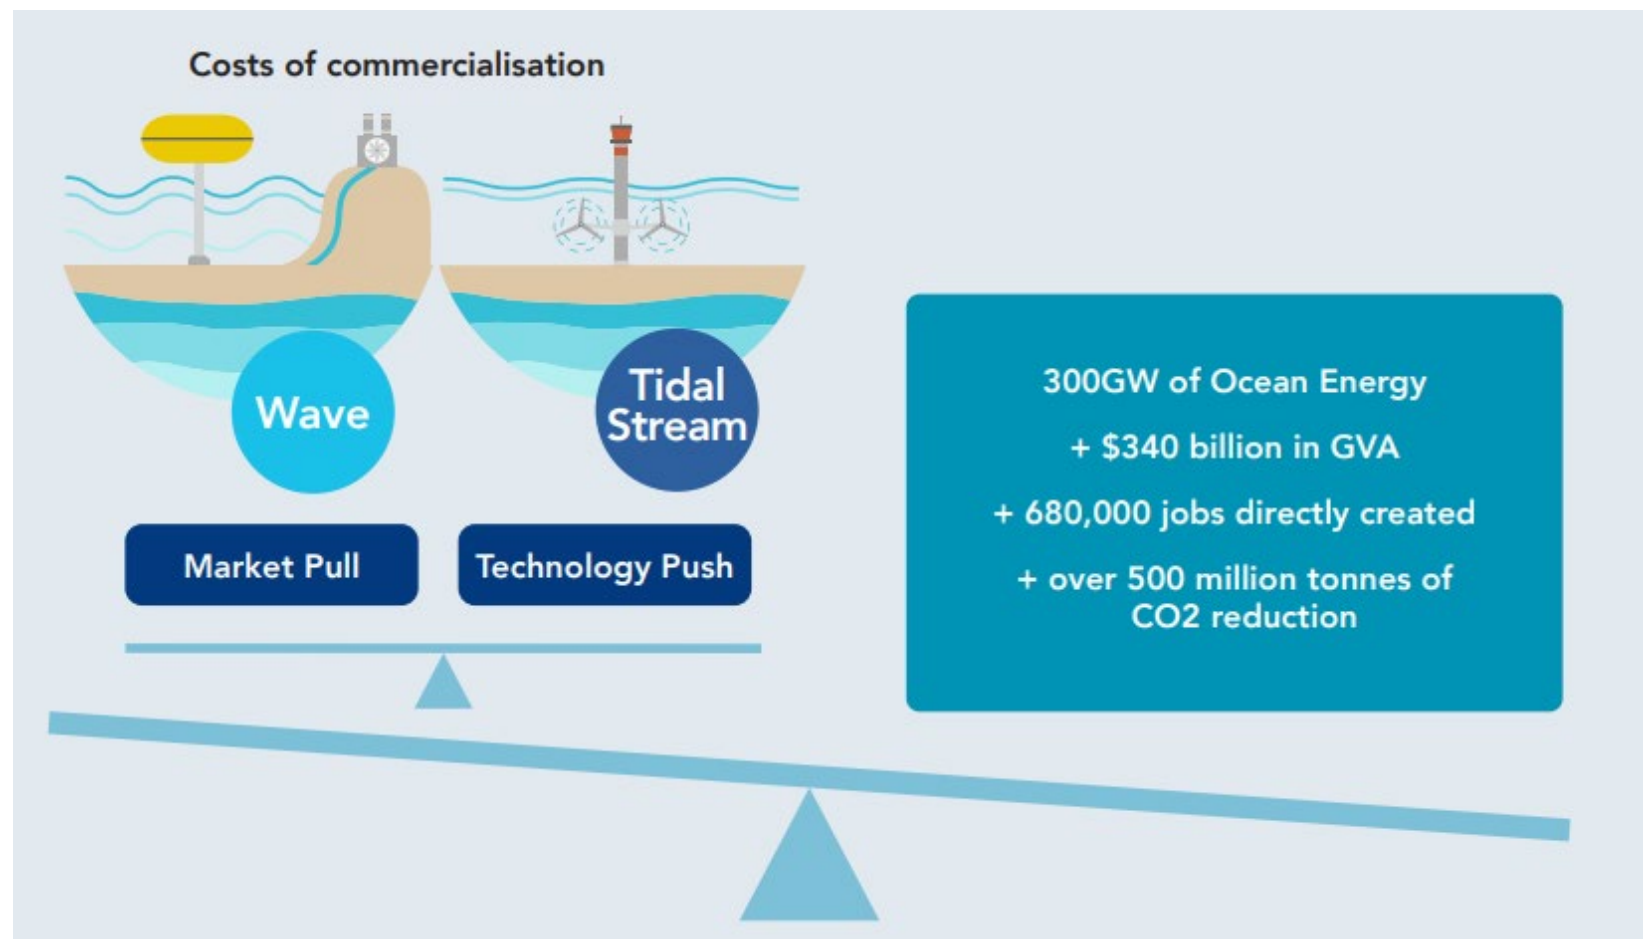 Costs of commercialisation
Wave
Tidal
Stream
Market Pull
Technology Push
300GW of Ocean Energy
+ $340 billion in GVA
+ 680,000 jobs directly created
+ over 500 million tonnes of
CO2 reduction